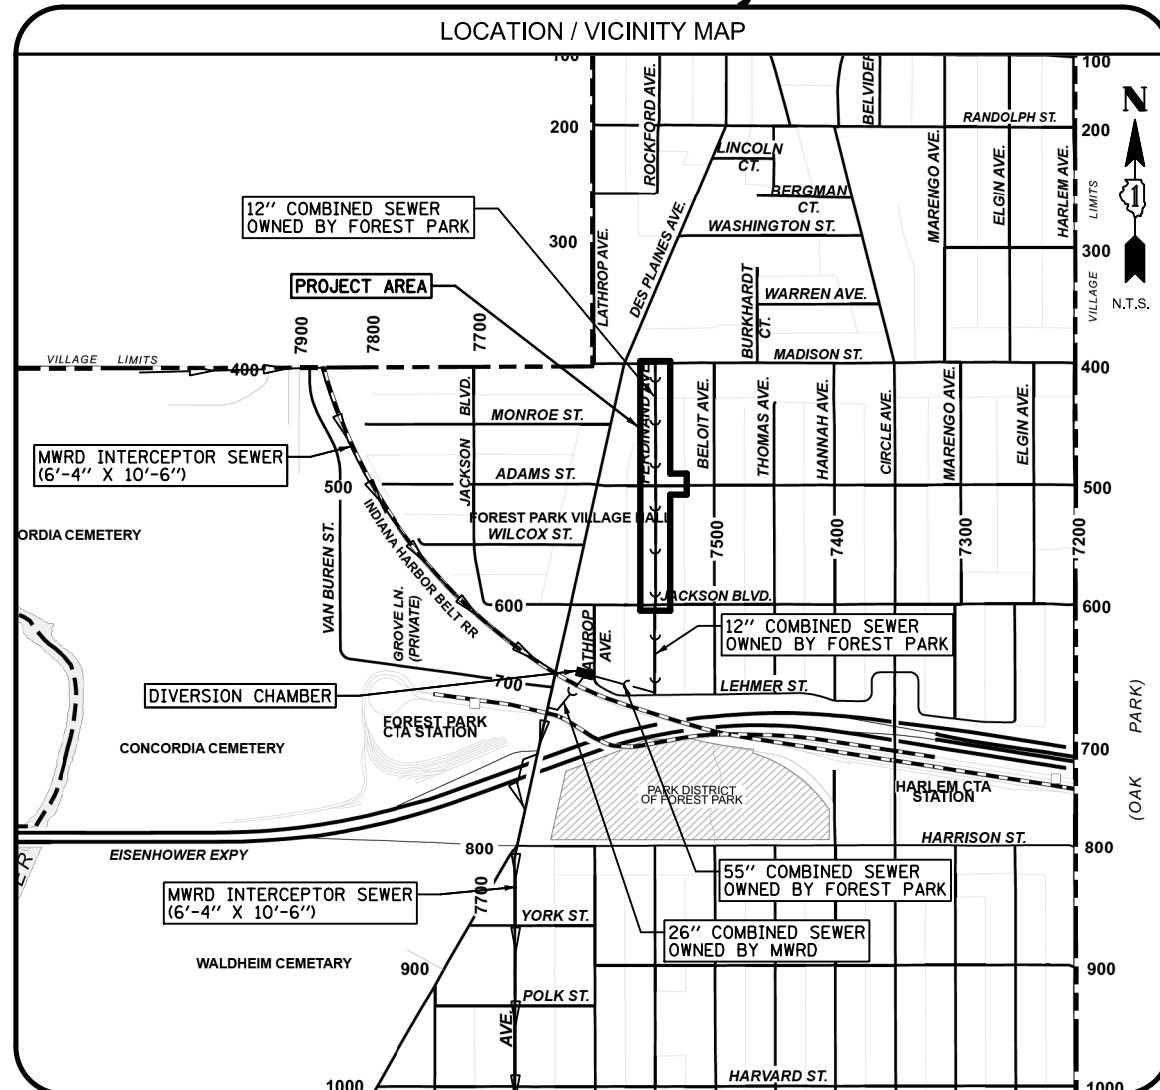 LOCATION / VICINITY MAP
100
100
BELVIDER
ROCKFORD AVE.
RANDOLPH ST.
N
200
200
LINCOLN
CT.
BERGMAN
CT.
MARENGO AVE.
ELGIN AVE.
HARLEM AVE.
LIMITS
1
12'' COMBINED SEWER
OWNED BY FOREST PARK
WASHINGTON ST.
300
300
LATHROP AVE.
DES PLAINES AVE.
PROJECT AREA
BURKHARDT
CT.
WARREN AVE.
VILLAGE
N.T.S.
7900
7800
7700
MADISON ST.
VILLAGE LIMITS
400
400
FERDINAND AVE
BELOIT AVE.
THOMAS AVE.
HANNAH AVE.
CIRCLE AVE.
MARENGO AVE.
ELGIN AVE.
JACKSON BLVD.
MONROE ST.
MWRD INTERCEPTOR SEWER
(6'-4'' X 10'-6'')
ADAMS ST.
500
500
FOREST PARK VILLAGE HALL
WILCOX ST.
ORDIA CEMETERY
VAN BUREN ST.
INDIANA HARBOR BELT RR
7500
7400
7300
7200
JACKSON BLVD.
600
600
GROVE LN.
(PRIVATE)
ATHROP
AVE.
12'' COMBINED SEWER
OWNED BY FOREST PARK
700
LEHMER ST.
DIVERSION CHAMBER
FOREST PARK
CTA STATION
CONCORDIA CEMETERY
700
(OAK PARK)
PARK DISTRICT
OF FOREST PARK
HARLEM CTA
STATION
HARRISON ST.
EISENHOWER EXPY
800
800
ER
55'' COMBINED SEWER
OWNED BY FOREST PARK
MWRD INTERCEPTOR SEWER
(6'-4'' X 10'-6'')
7700
YORK ST.
26'' COMBINED SEWER
OWNED BY MWRD
WALDHEIM CEMETARY
900
900
POLK ST.
AVE.
HARVARD ST.
1000
1000